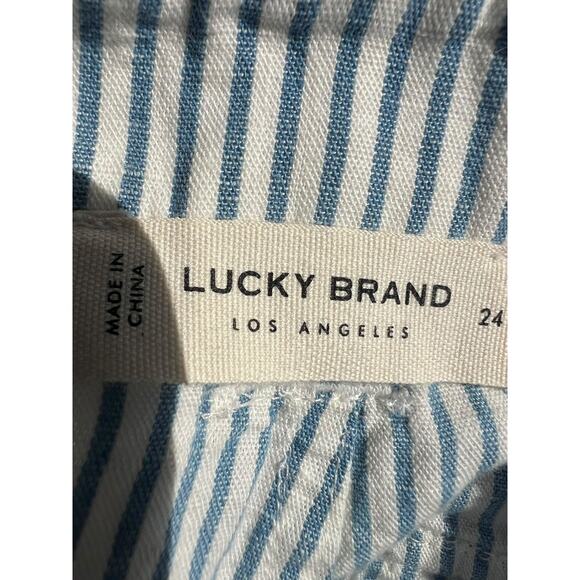 MADE IN
CHINA
LUCKY BRAND
LOS ANGELES
24